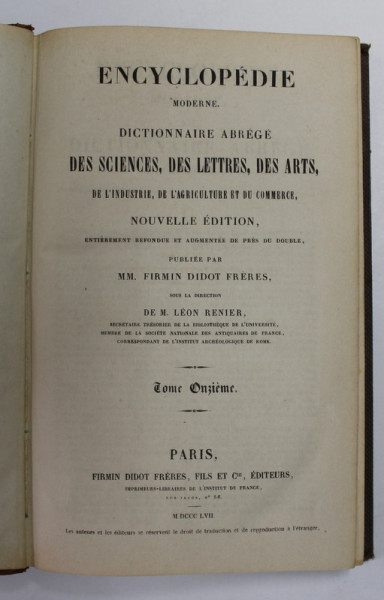 ENCYCLOPÉDIE
MODERNE.
DICTIONNAIRE ABRÉGÉ
DES SCIENCES, DES LETTRES, DES ARTS,
DE L'INDUSTRIE, DE L'AGRICULTURE ET DU COMMERCE,
NOUVELLE ÉDITION,
ENTIÈREMENT REFONDUE ET AUGMENTÉE DE PRÈS DU DOUBLE,
PUBLIÉE PAR
MM. FIRMIN DIDOT FRÈRES,
SOUS LA DIRECTION
DE M. LÉON RENIER,
SECRÉTAIRE TRÉSORIER DE LA BIBLIOTHÈQUE DE L'UNIVERSITÉ,
MEMBRE DE LA SOCIÉTÉ NATIONALE DES ANTIQUAIRES DE FRANCE,
CORRESPONDANT DE L'INSTITUT ARCHÉOLOGIQUE DE ROME.
Tome Onzième.
PARIS,
FIRMIN DIDOT FRÈRES, FILS ET Cie, ÉDITEURS,
IMPRIMEURS-LIBRAIRES DE L'INSTITUT DE FRANCE,
RUE JACOB, N° 56.
M DCCC LVII.
Les auteurs et les éditeurs se réservent le droit de traduction et de reproduction à l'étranger.